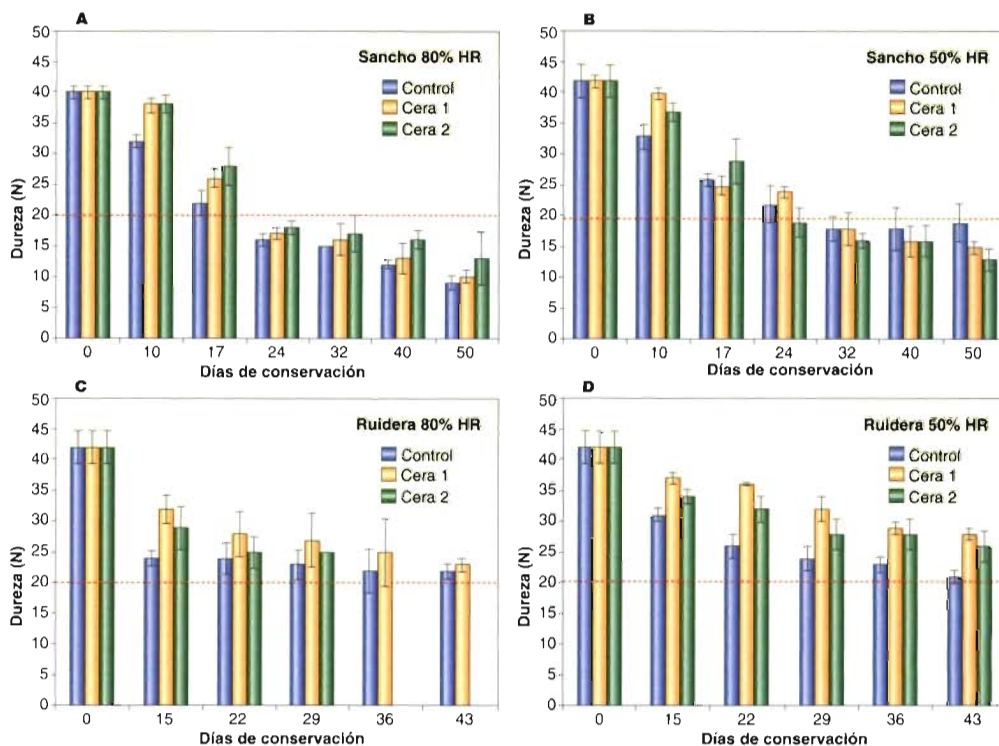 A
Sancho 80% HR
Control
Cera 1
Cera 2
Dureza (N)
50
45
40
35
30
25
20
15
10
5
0
0 10 17 24 32 40 50
Días de conservación
B
Sancho 50% HR
Control
Cera 1
Cera 2
Dureza (N)
50
45
40
35
30
25
20
15
10
5
0
0 10 17 24 32 40 50
Días de conservación
C
Ruidera 80% HR
Control
Cera 1
Cera 2
Dureza (N)
50
45
40
35
30
25
20
15
10
5
0
0 15 22 29 36 43
Días de conservación
D
Ruidera 50% HR
Control
Cera 1
Cera 2
Dureza (N)
50
45
40
35
30
25
20
15
10
5
0
0 15 22 29 36 43
Días de conservación